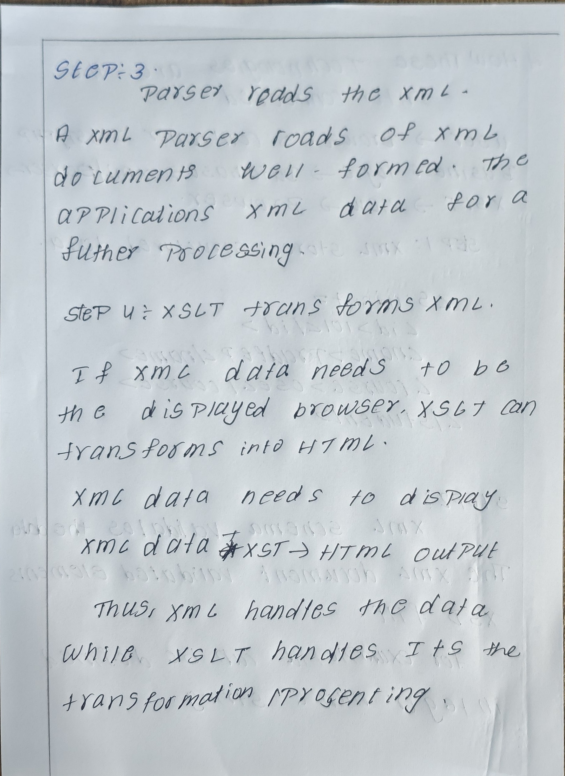 Step:3.
Parser reads the xmL.
A xmL Parser roads of xmL
documents well-formed. The
aPPlications xmL data for a
futher Processing.
SteP 4: XSLT trans forms XML.
If xmL data needs to be
the disPlayed browser. XSLT can
transforms into HTML.
XmL data needs to disPlay
XmL data + XST → HTML outPut
Thus, XmL handles the data
while XSLT handles Its the
transformation